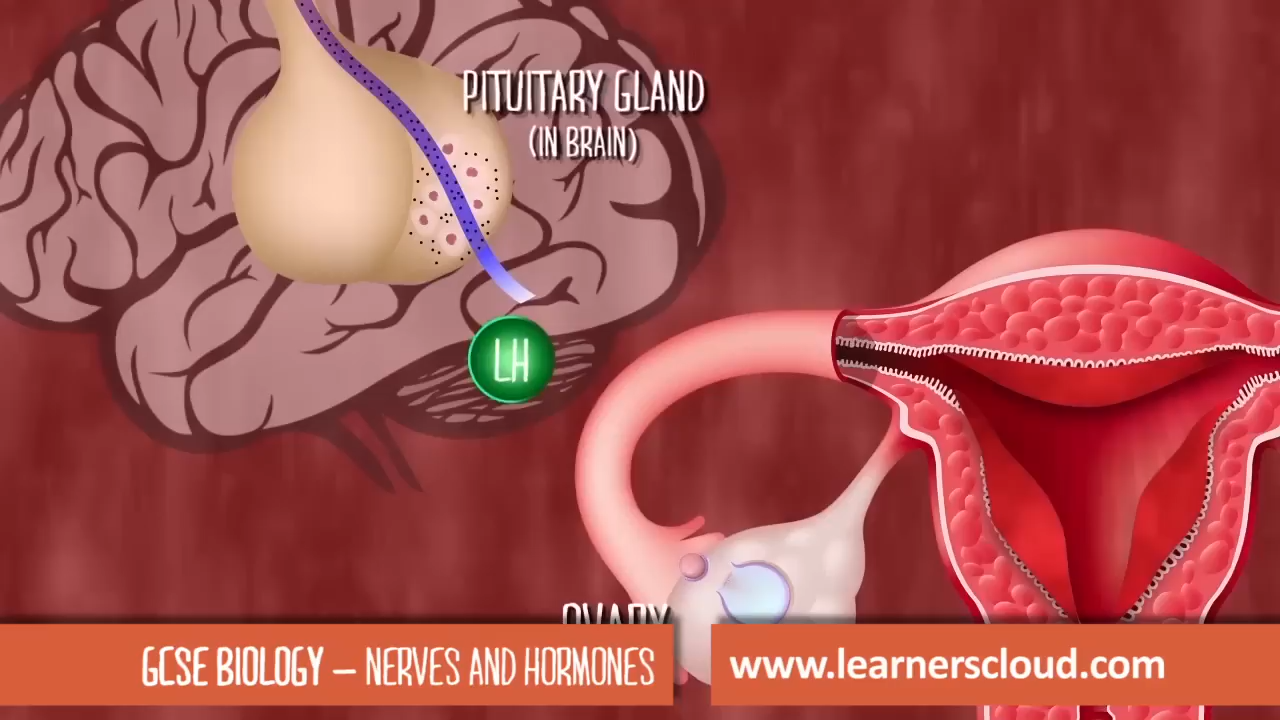 PITUITARY GLAND
(IN BRAIN)
LH
OVARY
GCSE BIOLOGY – NERVES AND HORMONES
www.learnerscloud.com